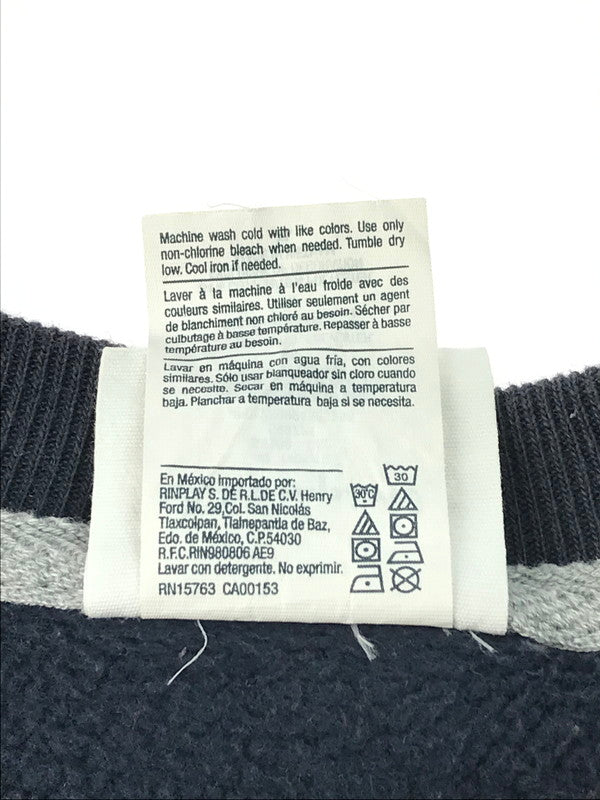 Machine wash cold with like colors. Use only
non-chlorine bleach when needed. Tumble dry
low. Cool iron if needed.
Laver à la machine à l'eau froide avec des
couleurs similaires. Utiliser seulement un agent
de blanchiment non chloré au besoin. Sécher par
culbutage à basse température. Repasser à basse
température au besoin.
Lavar en máquina con agua fría, con colores
similares. Sólo usar blanqueador sin cloro cuando
se necesite. Secar en máquina a temperatura
baja. Planchar a temperatura baja si se necesita.
En México importado por:
RINPLAY S. DE R.L.DE C.V. Henry
Ford No. 29,Col. San Nicolás
Tlaxcolpan, Tlalnepantla de Baz,
Edo. de México, C.P.54030
R.F.C.RIN980806 AE9
Lavar con detergente. No exprimir.
RN15763 CA00153
30°C
30